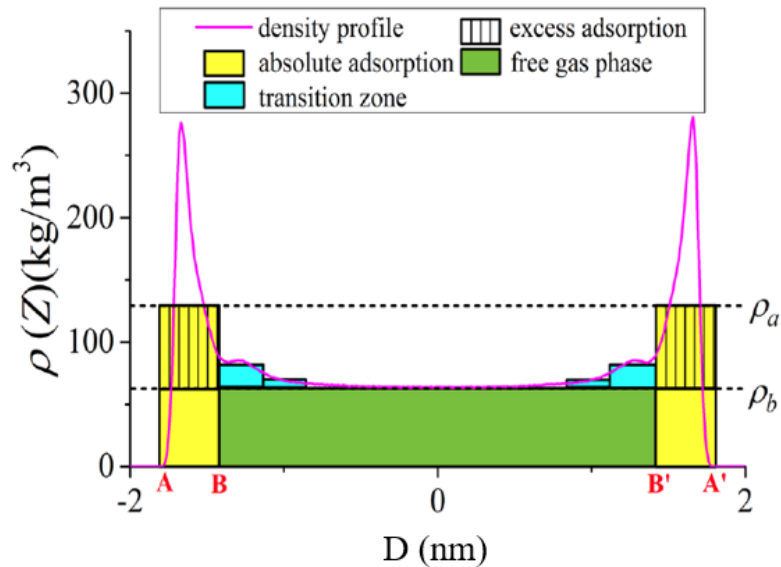 density profile
excess adsorption
absolute adsorption
free gas phase
transition zone
ρ (Z)(kg/m³)
300
200
100
0
ρₐ
ρ_b
A
B
B'
A'
-2
0
2
D (nm)